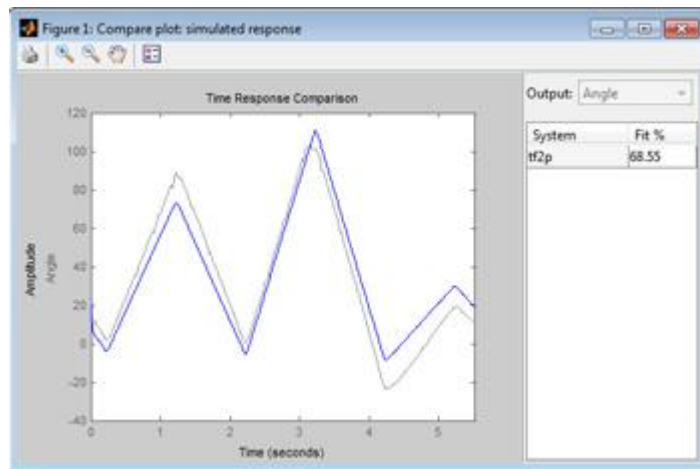 Figure 1: Compare plot: simulated response
Time Response Comparison
Output: Angle
System Fit %
tf2p 68.55
Amplitude
Angle
120
100
80
60
40
20
0
-20
-40
0 1 2 3 4 5
Time (seconds)